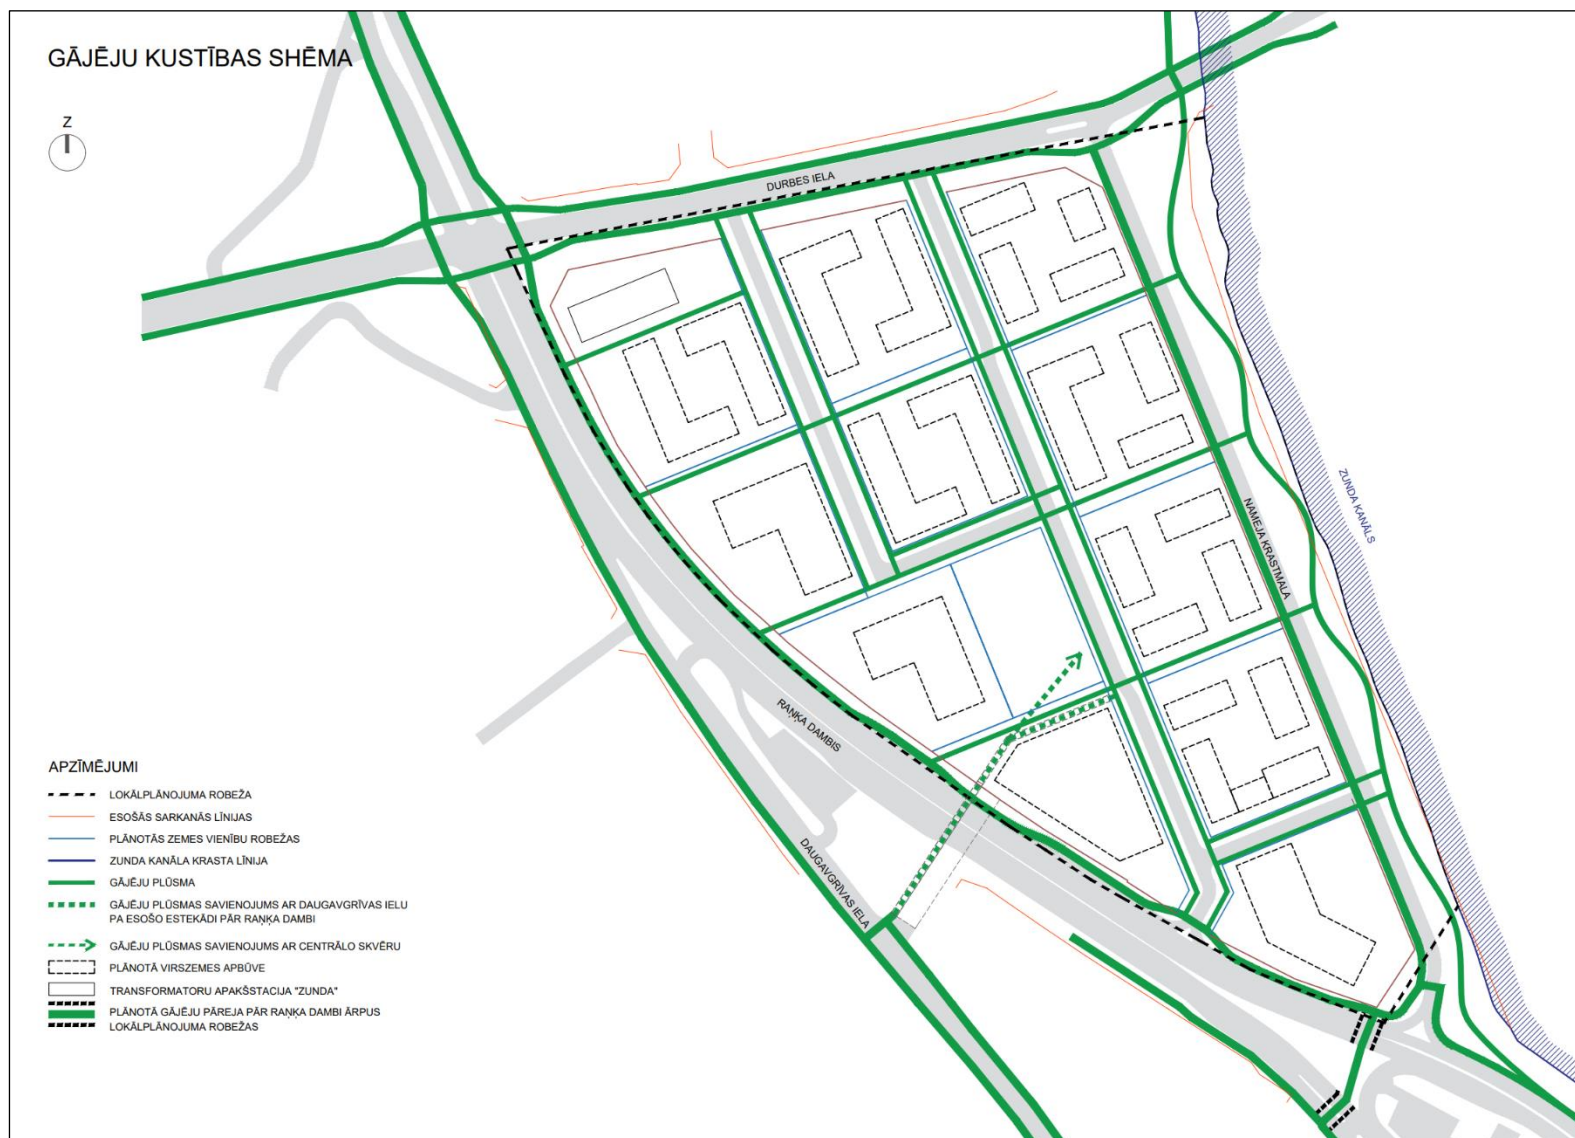 GĀJĒJU KUSTĪBAS SHĒMA
Z
DURBES IELA
ZUNDA KANĀLS
NAMEJA KRASTMALA
RAŅĶA DAMBIS
DAUGAVGRĪVAS IELA
APZĪMĒJUMI
LOKĀLPLĀNOJUMA ROBEŽA
ESOŠĀS SARKANĀS LĪNIJAS
PLĀNOTĀS ZEMES VIENĪBU ROBEŽAS
ZUNDA KANĀLA KRASTA LĪNIJA
GĀJĒJU PLŪSMA
GĀJĒJU PLŪSMAS SAVIENOJUMS AR DAUGAVGRĪVAS IELU
PA ESOŠO ESTEKĀDI PĀR RAŅĶA DAMBI
GĀJĒJU PLŪSMAS SAVIENOJUMS AR CENTRĀLO SKVĒRU
PLĀNOTĀ VIRSZEMES APBŪVE
TRANSFORMATORU APAKŠSTACIJA "ZUNDA"
PLĀNOTĀ GĀJĒJU PĀREJA PĀR RAŅĶA DAMBI ĀRPUS
LOKĀLPLĀNOJUMA ROBEŽAS